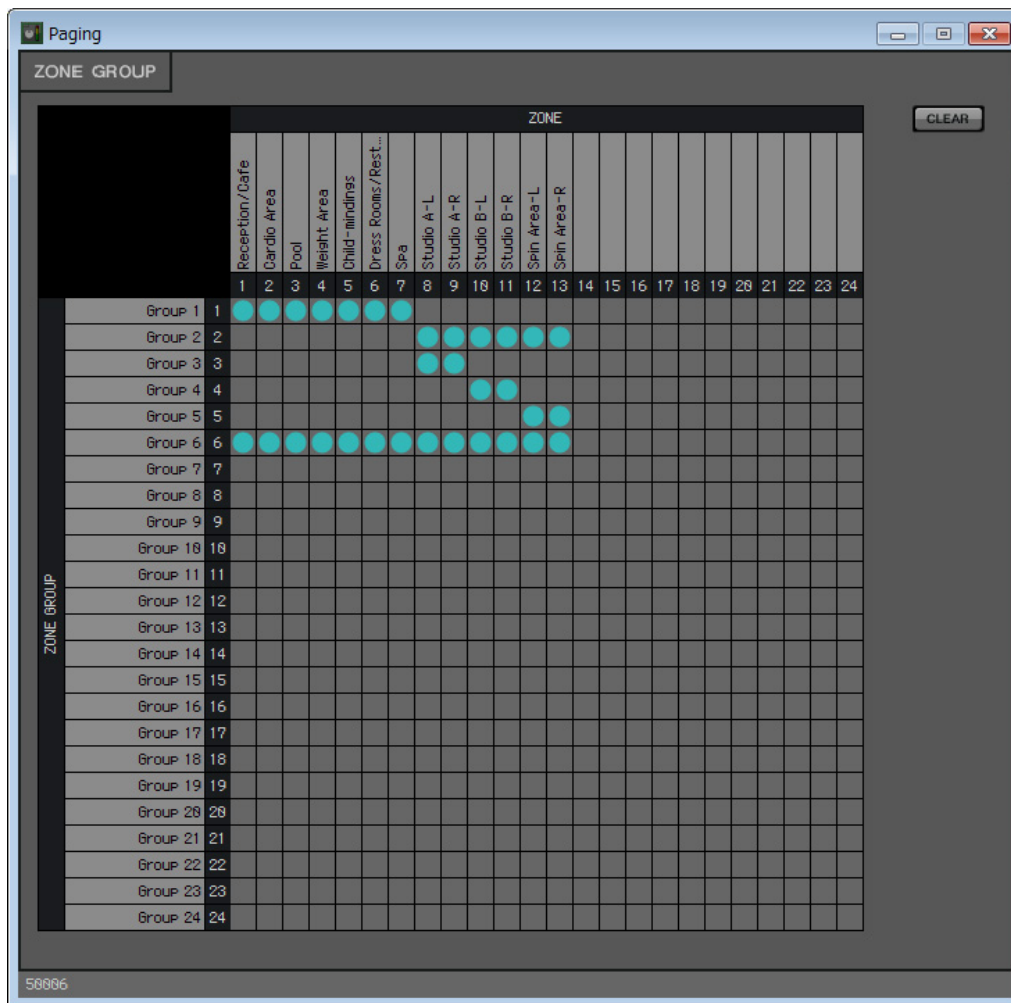 Paging
ZONE GROUP
ZONE
CLEAR
Reception/Cafe
Cardio Area
Pool
Weight Area
Child-mindings
Dress Rooms/Rest...
Spa
Studio A-L
Studio A-R
Studio B-L
Studio B-R
Spin Area-L
Spin Area-R
1 2 3 4 5 6 7 8 9 10 11 12 13 14 15 16 17 18 19 20 21 22 23 24
ZONE GROUP
Group 1 1
Group 2 2
Group 3 3
Group 4 4
Group 5 5
Group 6 6
Group 7 7
Group 8 8
Group 9 9
Group 10 10
Group 11 11
Group 12 12
Group 13 13
Group 14 14
Group 15 15
Group 16 16
Group 17 17
Group 18 18
Group 19 19
Group 20 20
Group 21 21
Group 22 22
Group 23 23
Group 24 24
50006